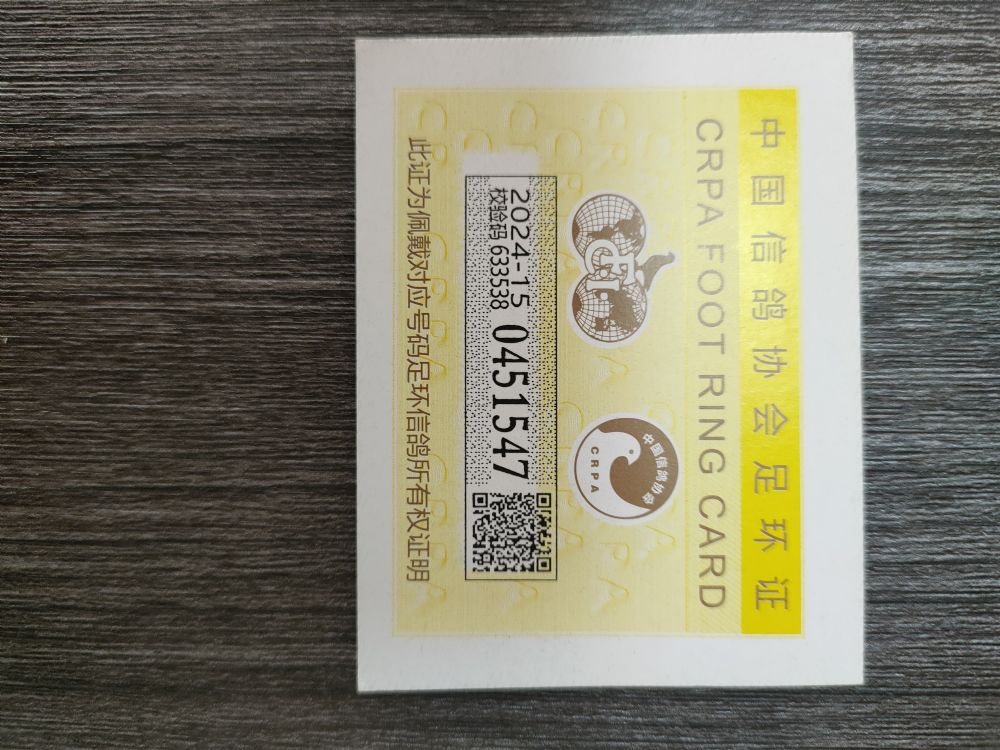 中国信鸽协会足环证
CRPA FOOT RING CARD
FCI
中国信鸽协会
CRPA
2024-15 0451547
校验码 633538
此证为佩戴对应号码足环信鸽所有权证明